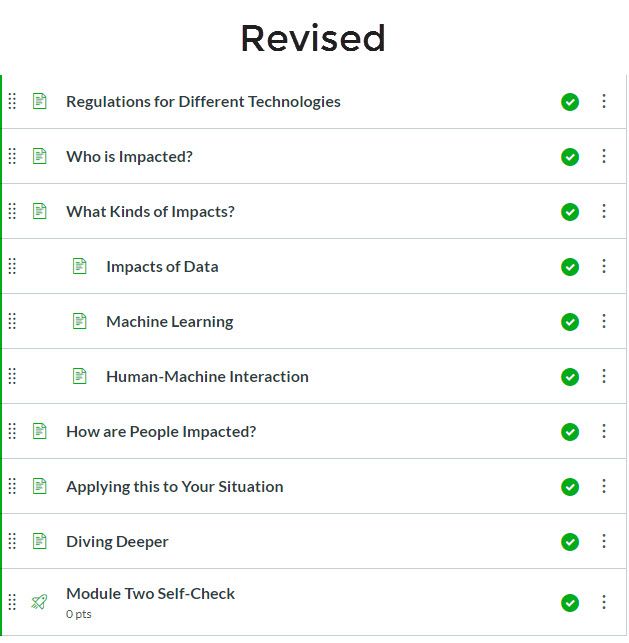 Revised
Regulations for Different Technologies
Who is Impacted?
What Kinds of Impacts?
Impacts of Data
Machine Learning
Human-Machine Interaction
How are People Impacted?
Applying this to Your Situation
Diving Deeper
Module Two Self-Check
0 pts